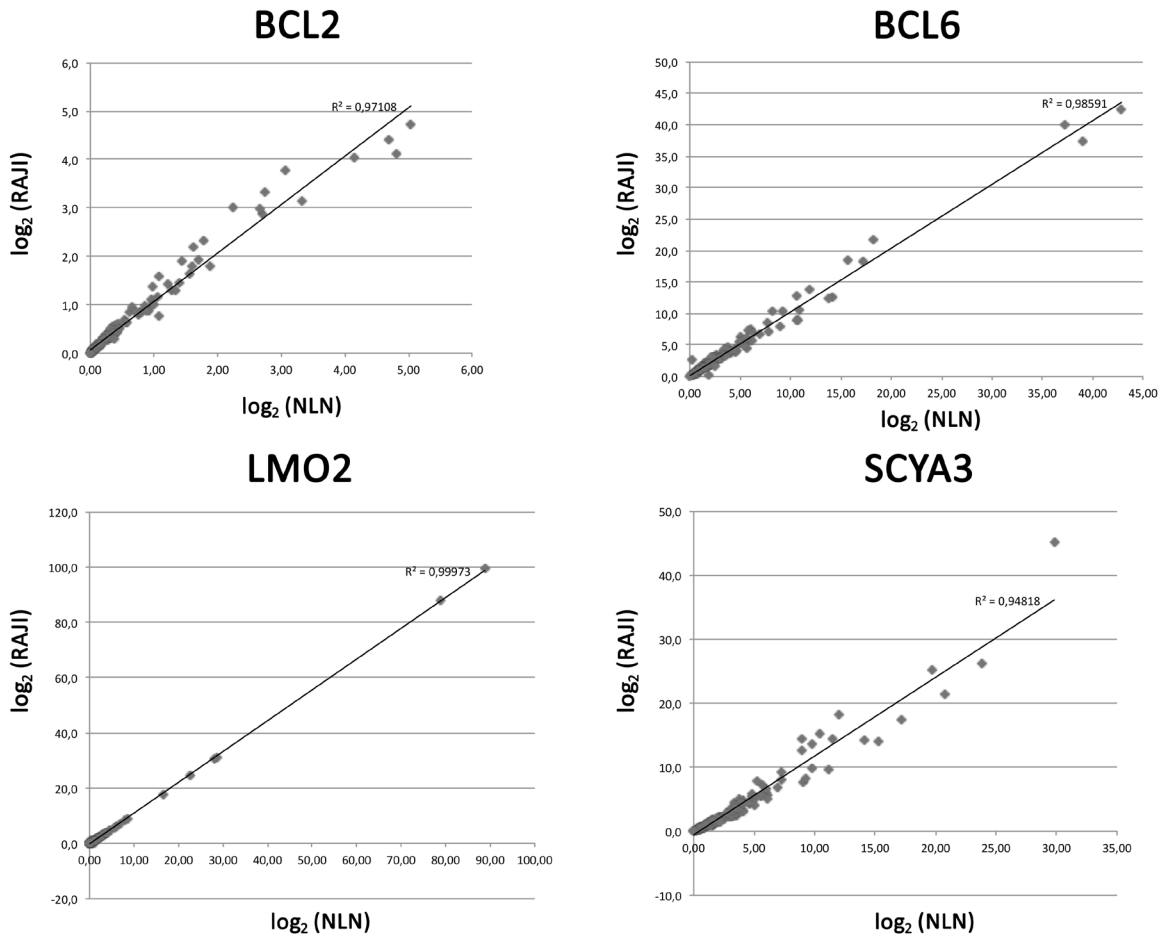 BCL2
6,0
5,0
4,0
3,0
2,0
1,0
0,0
R² = 0,97108
0,00 1,00 2,00 3,00 4,00 5,00 6,00
log₂ (RAJI)
log₂ (NLN)
BCL6
50,0
45,0
40,0
35,0
30,0
25,0
20,0
15,0
10,0
5,0
0,0
R² = 0,98591
0,00 5,00 10,00 15,00 20,00 25,00 30,00 35,00 40,00 45,00
log₂ (RAJI)
log₂ (NLN)
LMO2
120,0
100,0
80,0
60,0
40,0
20,0
0,0
-20,0
R² = 0,99973
0,00 10,00 20,00 30,00 40,00 50,00 60,00 70,00 80,00 90,00 100,00
log₂ (RAJI)
log₂ (NLN)
SCYA3
50,0
40,0
30,0
20,0
10,0
0,0
-10,0
R² = 0,94818
0,00 5,00 10,00 15,00 20,00 25,00 30,00 35,00
log₂ (RAJI)
log₂ (NLN)